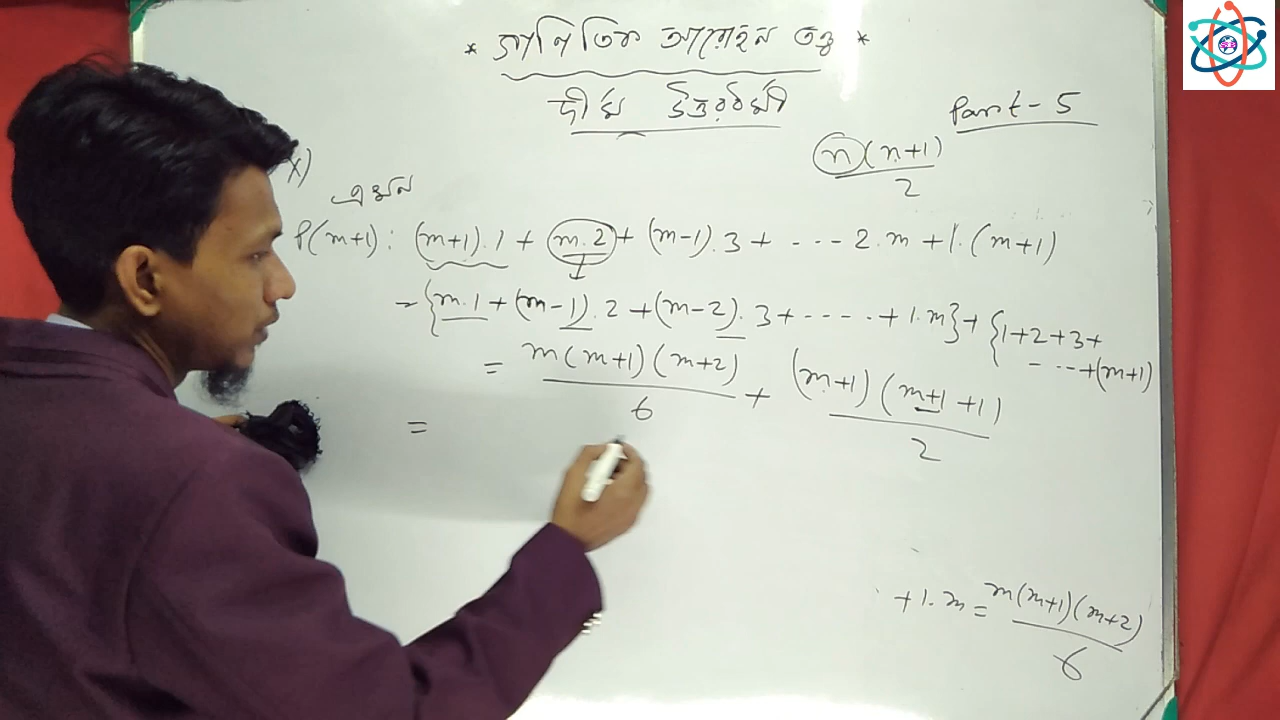 * গাণিতিক আরোহন তত্ত্ব *
দীর্ঘ উত্তরধর্মী
Part-5
n(n+1)/2
x)
এখন
P(m+1): (m+1).1 + m.2 + (m-1).3 + --- 2.m + 1.(m+1)
= {m.1 + (m-1).2 + (m-2).3 + ---- + 1.m} + {1+2+3+
---+(m+1)
= m(m+1)(m+2)/6 + (m+1)(m+1+1)/2
=
+ 1.m = m(m+1)(m+2)/6